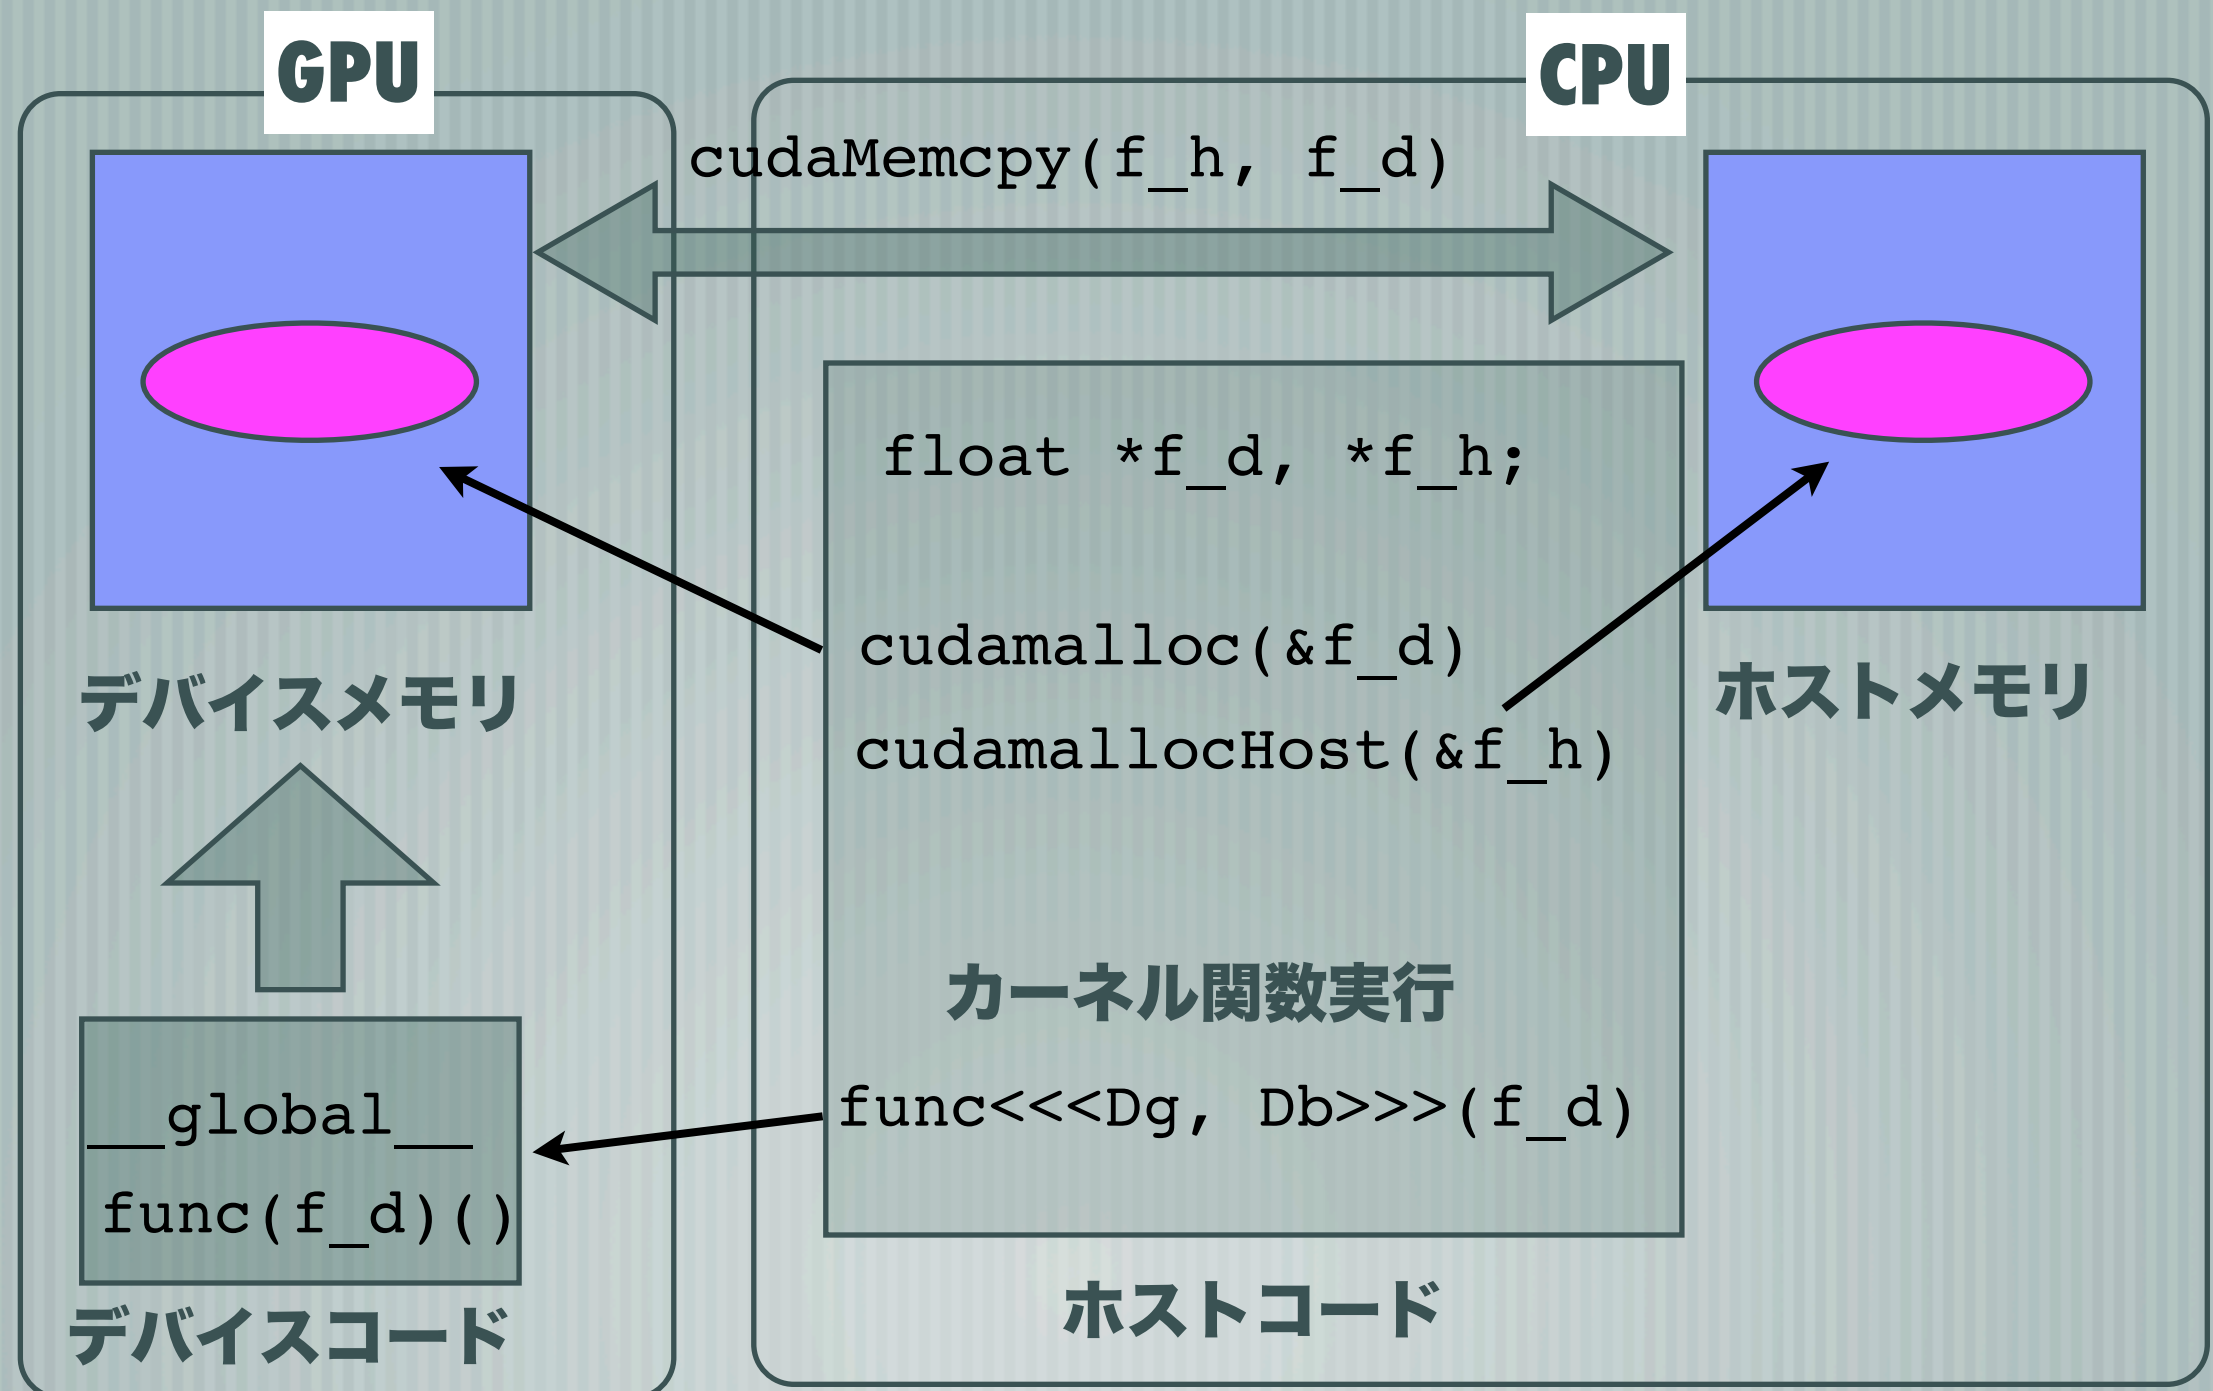 GPU
CPU
cudaMemcpy(f_h, f_d)
float *f_d, *f_h;
cudamalloc(&f_d)
cudamallocHost(&f_h)
デバイスメモリ
ホストメモリ
カーネル関数実行
func<<<Dg, Db>>>(f_d)
__global__
func(f_d)()
デバイスコード
ホストコード